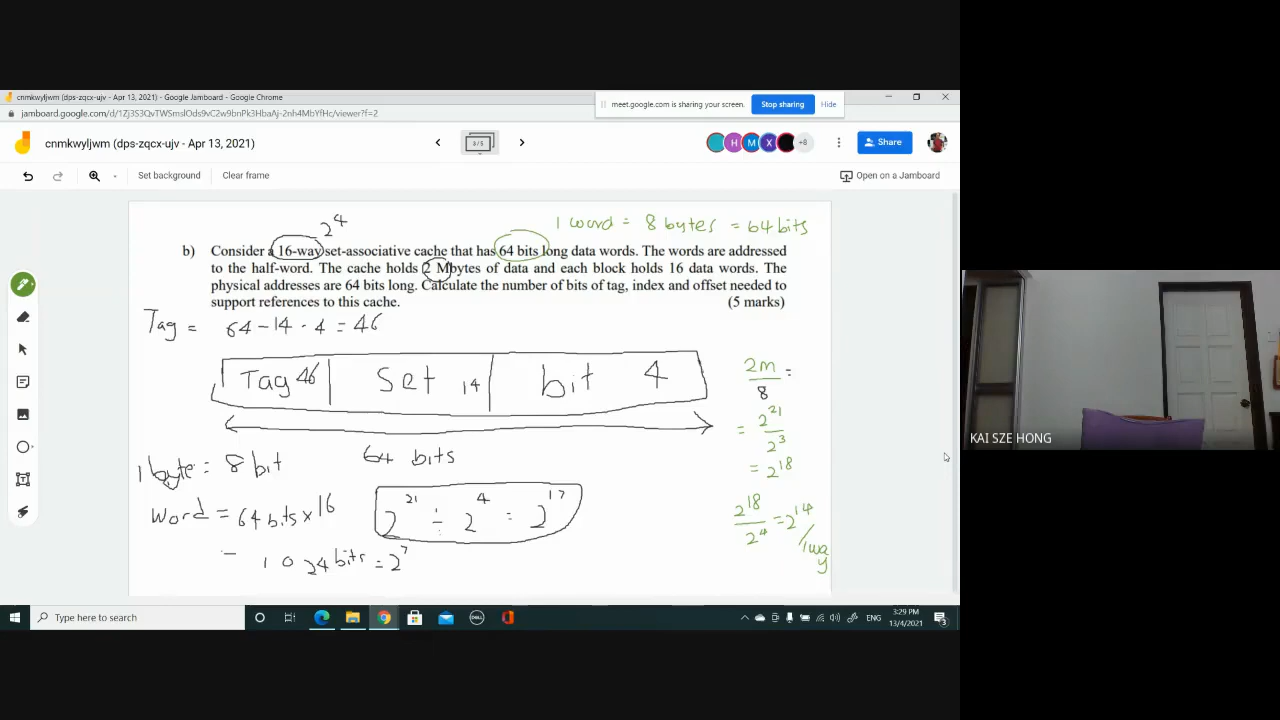 cnmkwyljwm (dps-zqcx-ujv - Apr 13, 2021) - Google Jamboard - Google Chrome
meet.google.com is sharing your screen.
Stop sharing
Hide
cnmkwyljwm (dps-zqcx-ujv - Apr 13, 2021)
3/5
H M X +8
Share
Set background
Clear frame
Open on a Jamboard
1 word = 8 bytes = 64 bits
2^4
b) Consider a 16-way set-associative cache that has 64 bits long data words. The words are addressed
to the half-word. The cache holds 2 Mbytes of data and each block holds 16 data words. The
physical addresses are 64 bits long. Calculate the number of bits of tag, index and offset needed to
support references to this cache. (5 marks)
Tag = 64 - 14 - 4 = 46
Tag 46 Set 14 bit 4
64 bits
1 byte = 8 bit
word = 64 bits x 16
= 1024 bits = 2^7
2^21 ÷ 2^4 = 2^17
2m/8 =
= 2^21/2^3
= 2^18
2^18/2^4 = 2^14
/1wa
y
KAI SZE HONG
Type here to search
DELL
ENG
3:29 PM
13/4/2021
3